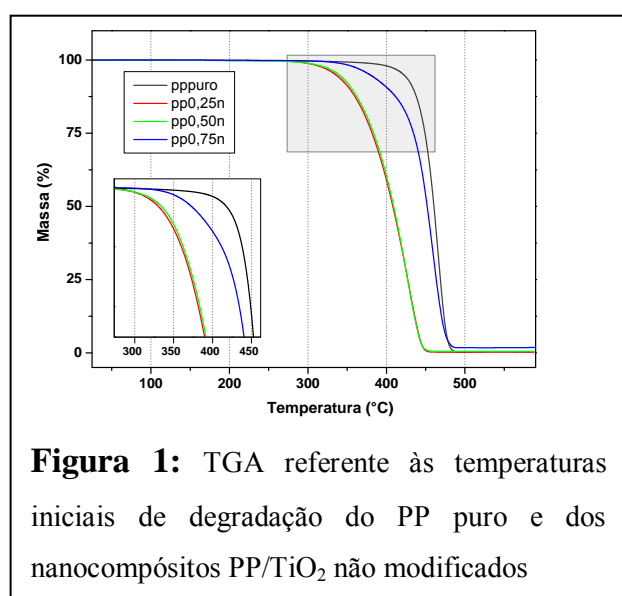 100
75
50
25
0
Massa (%)
pppuro
pp0,25n
pp0,50n
pp0,75n
300 350 400 450
100 200 300 400 500
Temperatura (°C)
Figura 1: TGA referente às temperaturas
iniciais de degradação do PP puro e dos
nanocompósitos PP/TiO₂ não modificados